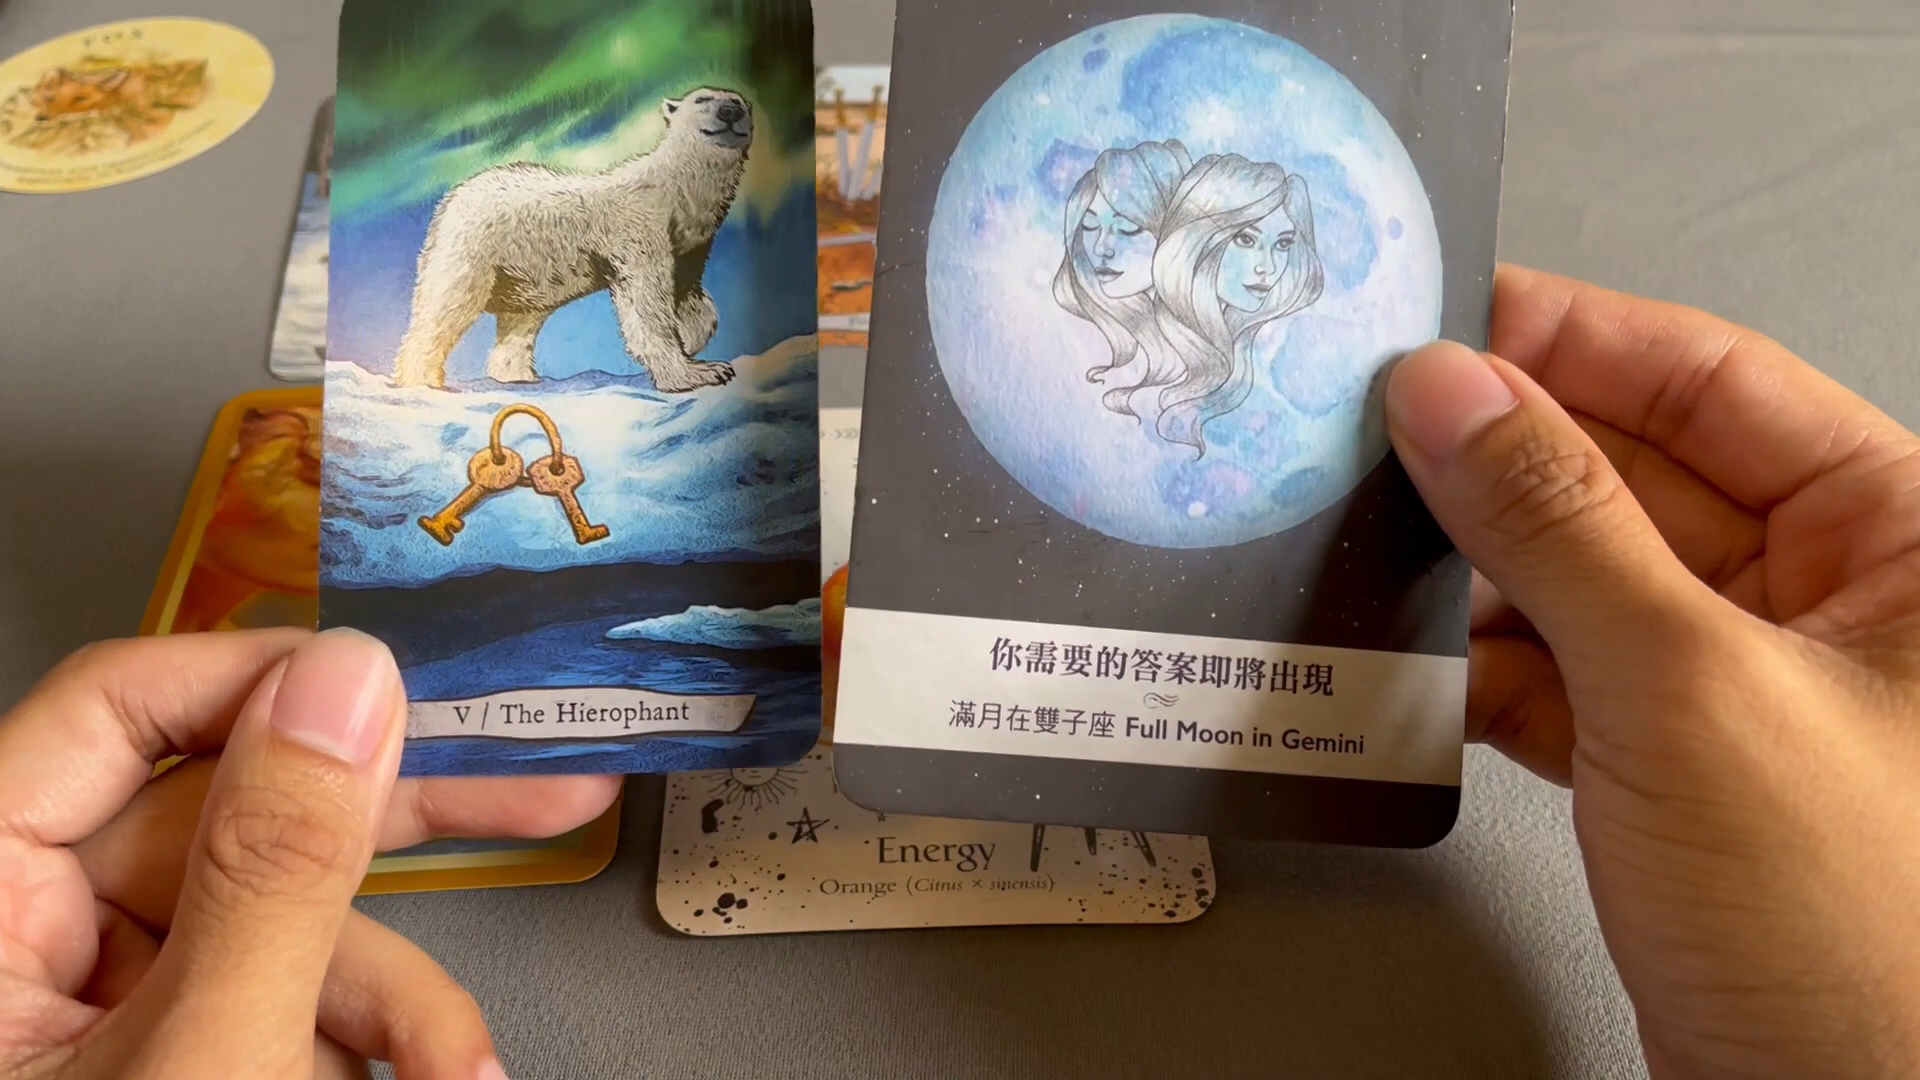 FOX
V / The Hierophant
你需要的答案即將出現
滿月在雙子座 Full Moon in Gemini
Energy
Orange (Citrus × sinensis)